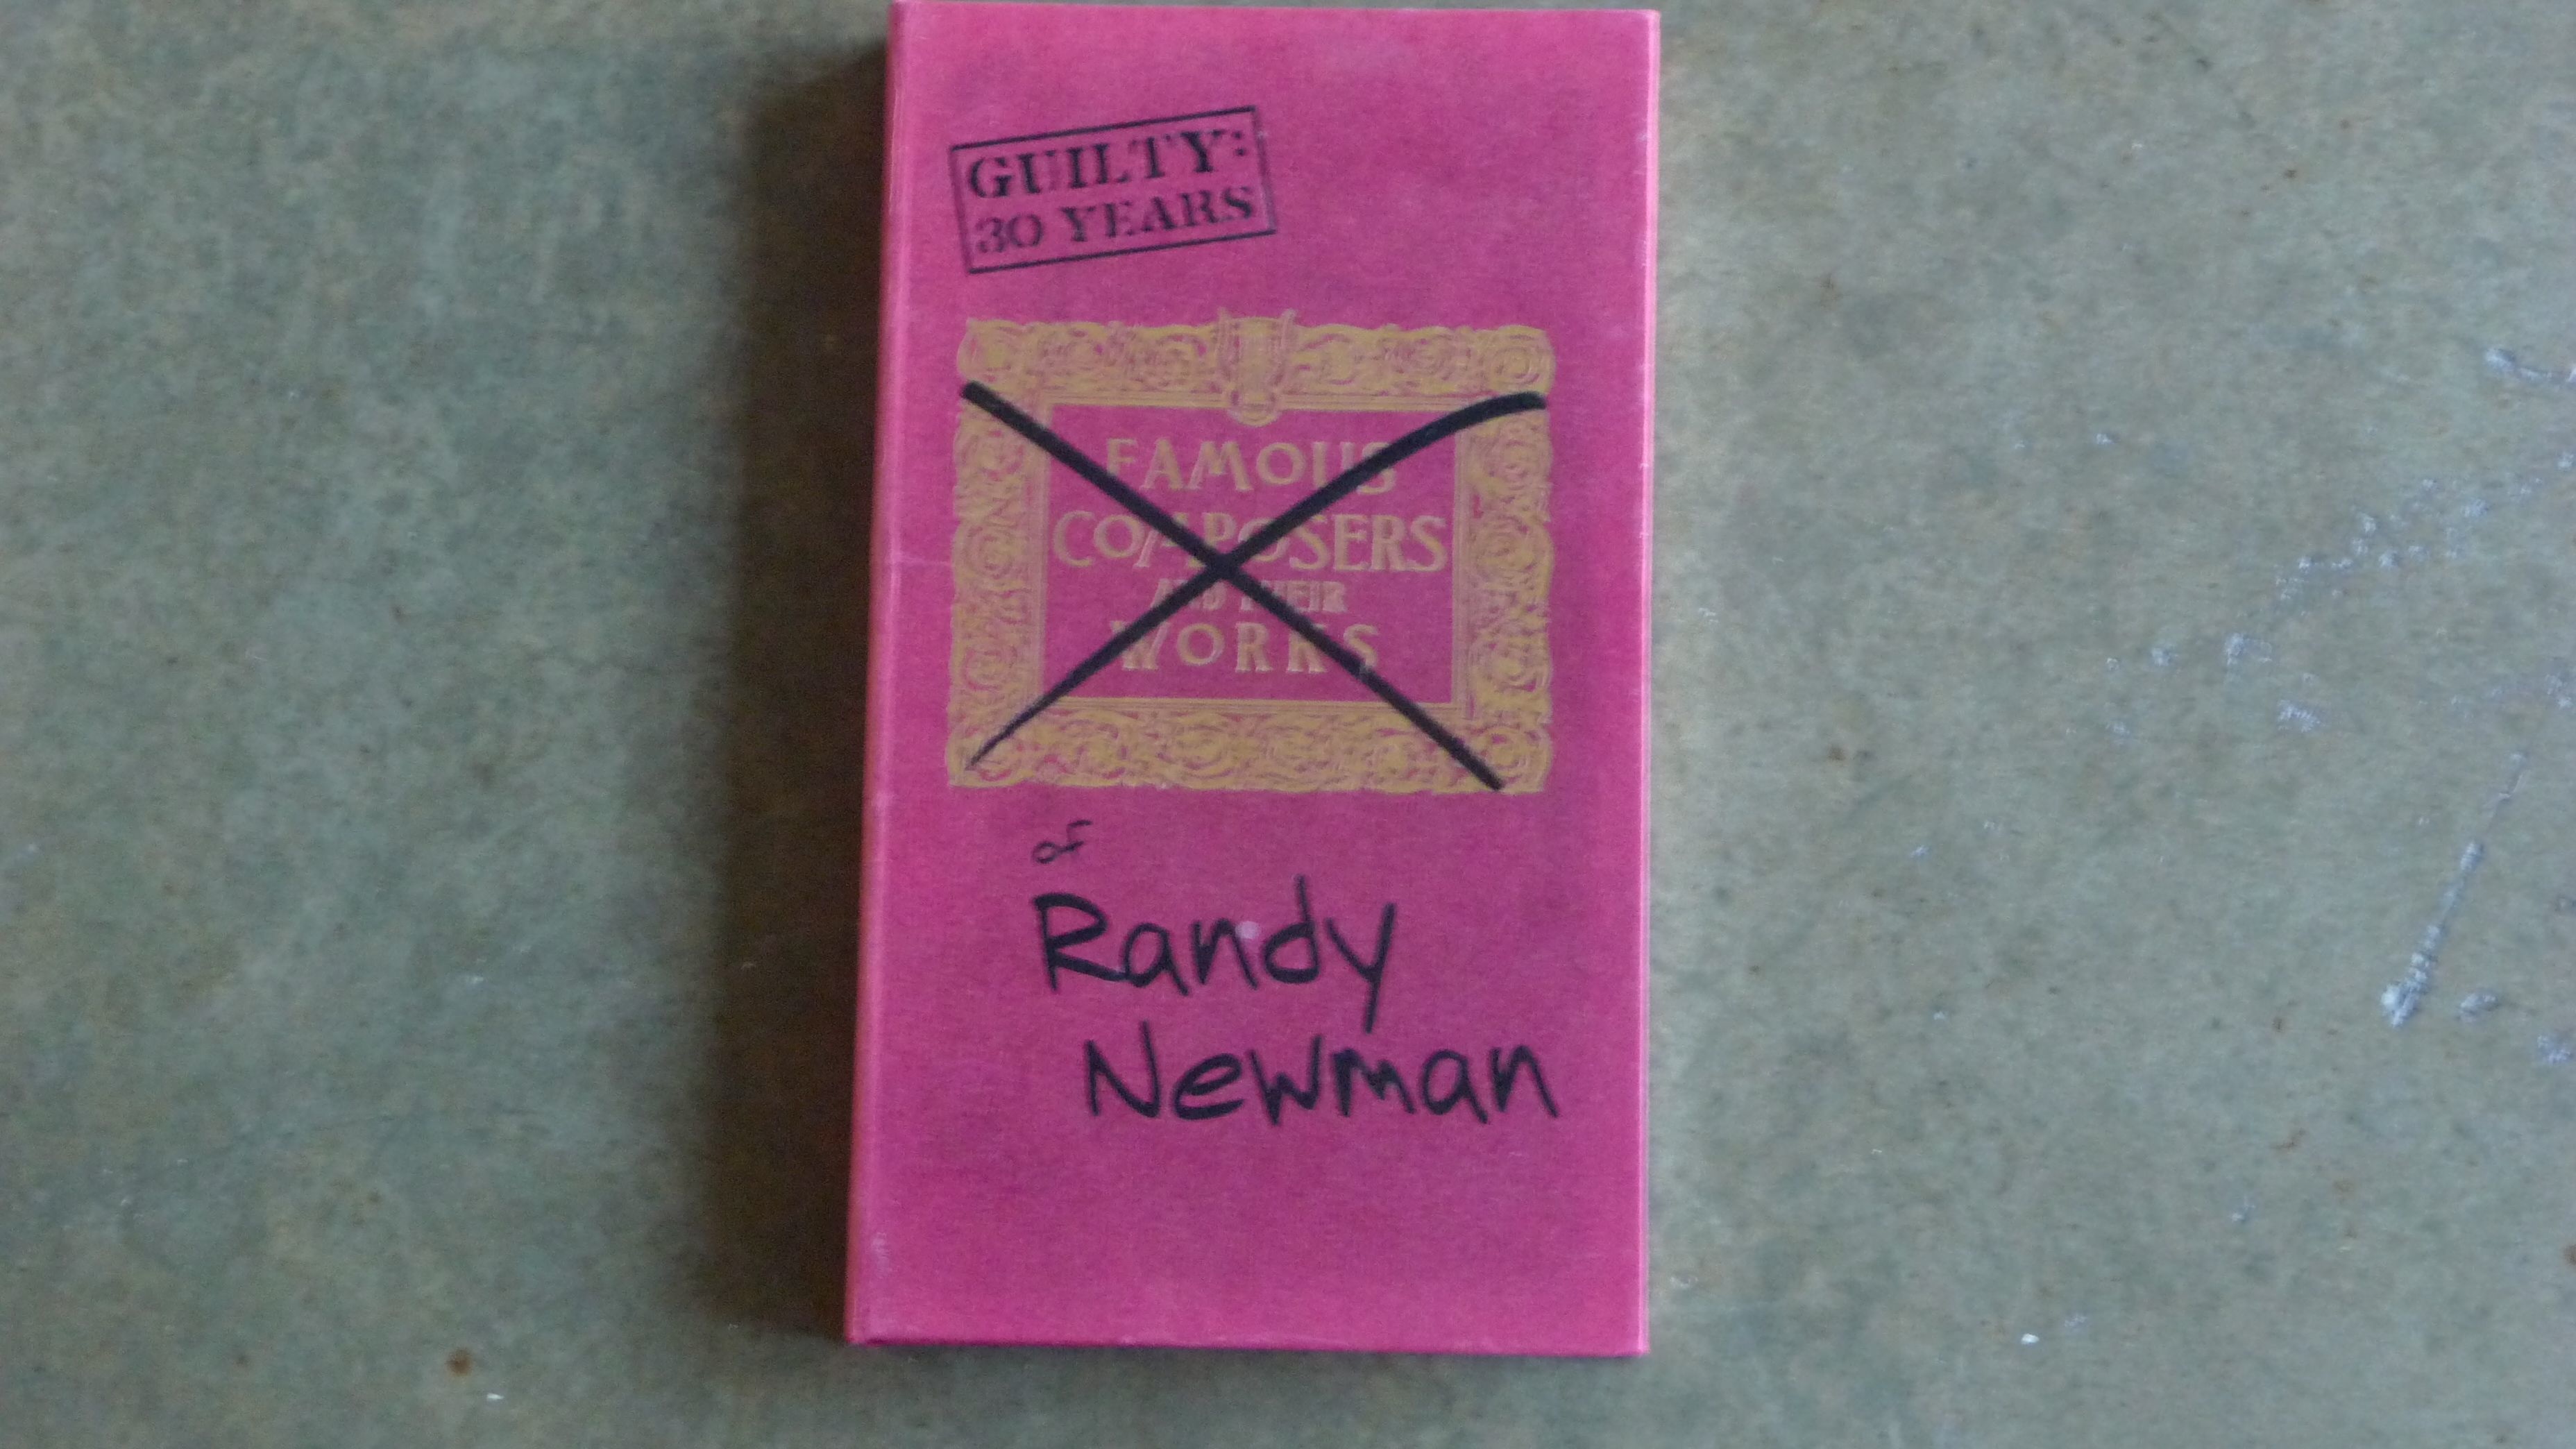 GUILTY:
30 YEARS
FAMOUS
COMPOSERS
AND THEIR
WORKS
of
Randy
Newman